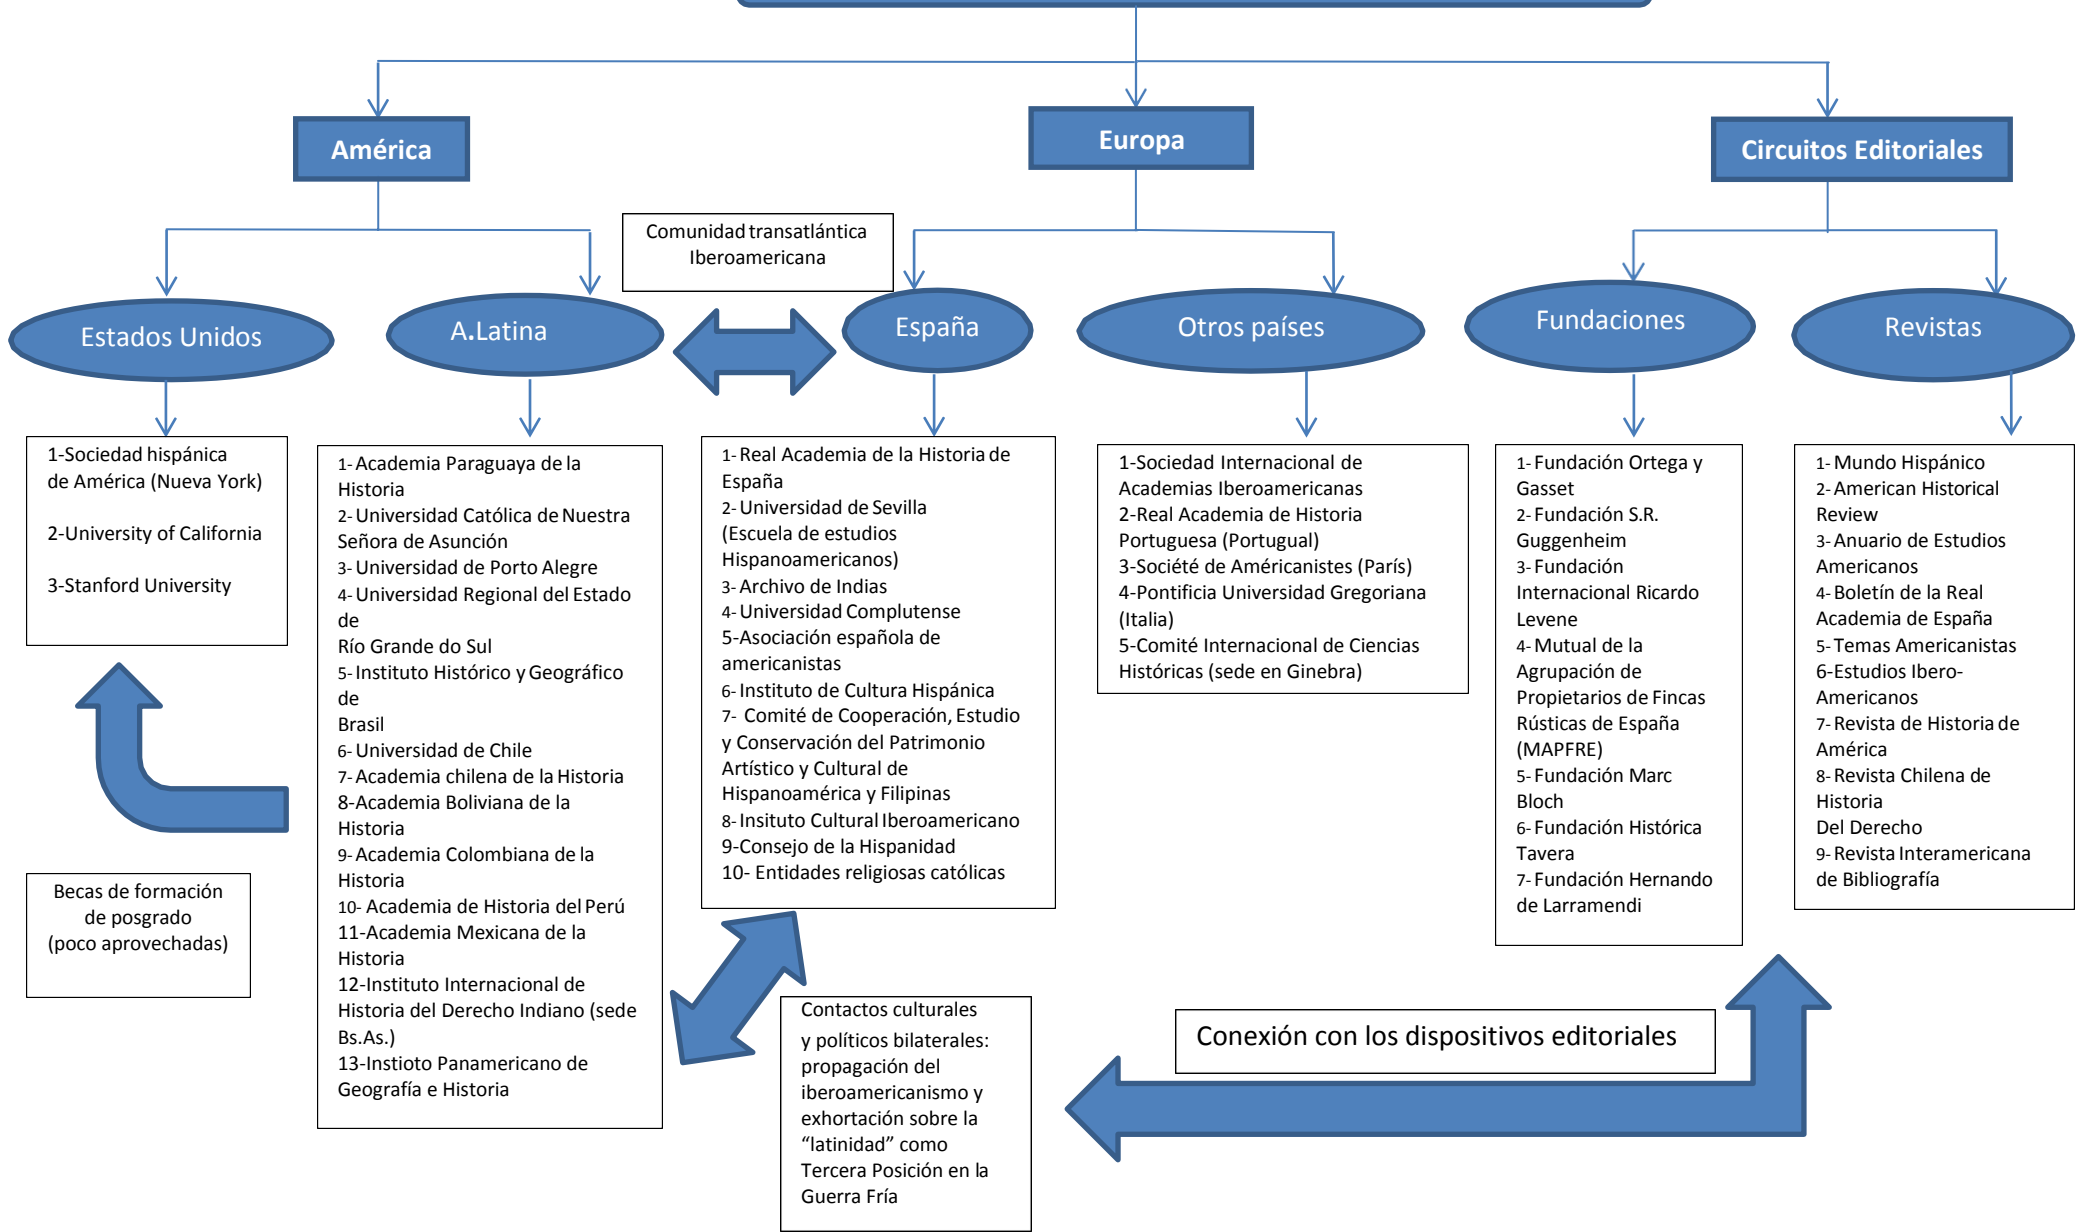 América
Europa
Circuitos Editoriales
Comunidad transatlántica
Iberoamericana
Estados Unidos
A.Latina
España
Otros países
Fundaciones
Revistas
1-Sociedad hispánica
de América (Nueva York)
2-University of California
3-Stanford University
1- Academia Paraguaya de la
Historia
2- Universidad Católica de Nuestra
Señora de Asunción
3- Universidad de Porto Alegre
4- Universidad Regional del Estado
de
Río Grande do Sul
5- Instituto Histórico y Geográfico
de
Brasil
6- Universidad de Chile
7- Academia chilena de la Historia
8-Academia Boliviana de la
Historia
9- Academia Colombiana de la
Historia
10- Academia de Historia del Perú
11-Academia Mexicana de la
Historia
12-Instituto Internacional de
Historia del Derecho Indiano (sede
Bs.As.)
13-Instioto Panamericano de
Geografía e Historia
1- Real Academia de la Historia de
España
2- Universidad de Sevilla
(Escuela de estudios
Hispanoamericanos)
3- Archivo de Indias
4- Universidad Complutense
5-Asociación española de
americanistas
6- Instituto de Cultura Hispánica
7- Comité de Cooperación, Estudio
y Conservación del Patrimonio
Artístico y Cultural de
Hispanoamérica y Filipinas
8- Insituto Cultural Iberoamericano
9-Consejo de la Hispanidad
10- Entidades religiosas católicas
1-Sociedad Internacional de
Academias Iberoamericanas
2-Real Academia de Historia
Portuguesa (Portugual)
3-Société de Américanistes (París)
4-Pontificia Universidad Gregoriana
(Italia)
5-Comité Internacional de Ciencias
Históricas (sede en Ginebra)
1- Fundación Ortega y
Gasset
2- Fundación S.R.
Guggenheim
3- Fundación
Internacional Ricardo
Levene
4- Mutual de la
Agrupación de
Propietarios de Fincas
Rústicas de España
(MAPFRE)
5- Fundación Marc
Bloch
6- Fundación Histórica
Tavera
7- Fundación Hernando
de Larramendi
1- Mundo Hispánico
2- American Historical
Review
3- Anuario de Estudios
Americanos
4- Boletín de la Real
Academia de España
5- Temas Americanistas
6-Estudios Ibero-
Americanos
7- Revista de Historia de
América
8- Revista Chilena de
Historia
Del Derecho
9- Revista Interamericana
de Bibliografía
Becas de formación
de posgrado
(poco aprovechadas)
Contactos culturales
y políticos bilaterales:
propagación del
iberoamericanismo y
exhortación sobre la
“latinidad” como
Tercera Posición en la
Guerra Fría
Conexión con los dispositivos editoriales